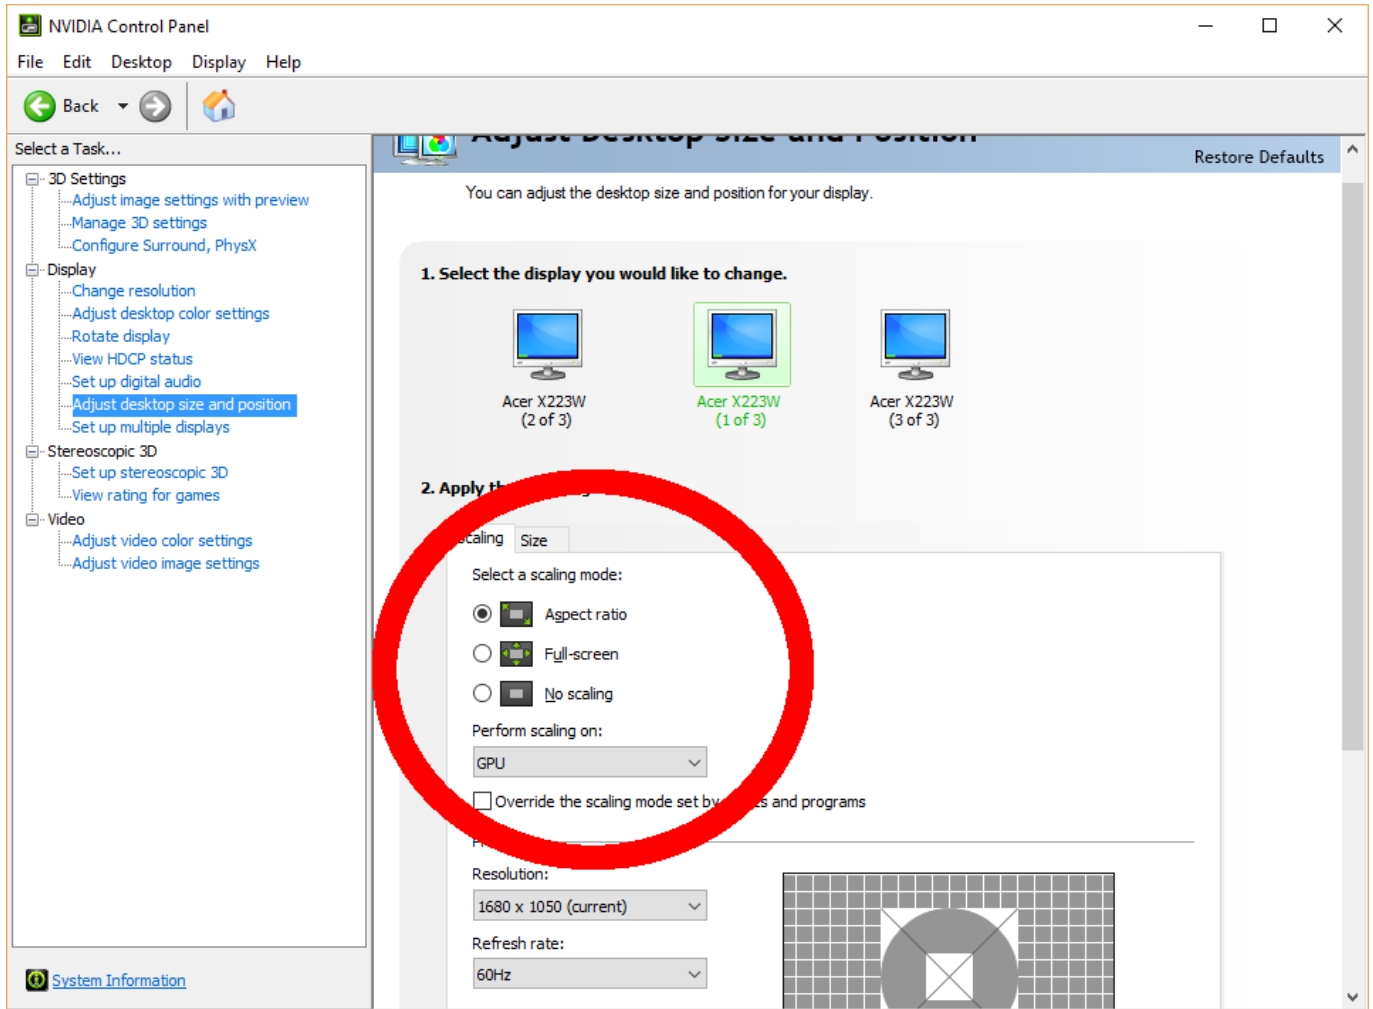 NVIDIA Control Panel
File Edit Desktop Display Help
Back
Select a Task...
3D Settings
Adjust image settings with preview
Manage 3D settings
Configure Surround, PhysX
Display
Change resolution
Adjust desktop color settings
Rotate display
View HDCP status
Set up digital audio
Adjust desktop size and position
Set up multiple displays
Stereoscopic 3D
Set up stereoscopic 3D
View rating for games
Video
Adjust video color settings
Adjust video image settings
System Information
Adjust Desktop Size and Position
Restore Defaults
You can adjust the desktop size and position for your display.
1. Select the display you would like to change.
Acer X223W
(2 of 3)
Acer X223W
(1 of 3)
Acer X223W
(3 of 3)
2. Apply
Scaling Size
Select a scaling mode:
Aspect ratio
Full-screen
No scaling
Perform scaling on:
GPU
Override the scaling mode set by and programs
Resolution:
1680 x 1050 (current)
Refresh rate:
60Hz